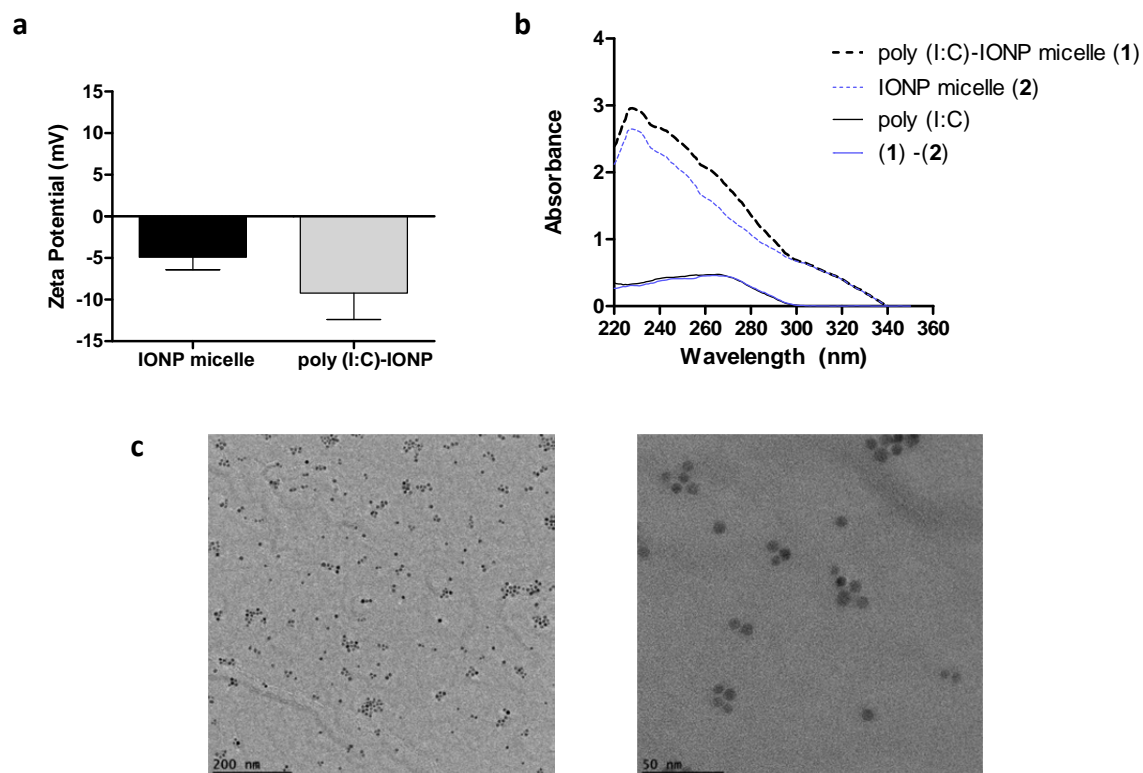 a
Zeta Potential (mV)
15
10
5
0
-5
-10
-15
IONP micelle
poly (I:C)-IONP
b
Absorbance
4
3
2
1
0
220 240 260 280 300 320 340 360
Wavelength (nm)
poly (I:C)-IONP micelle (1)
IONP micelle (2)
poly (I:C)
(1) -(2)
c
200 nm
50 nm